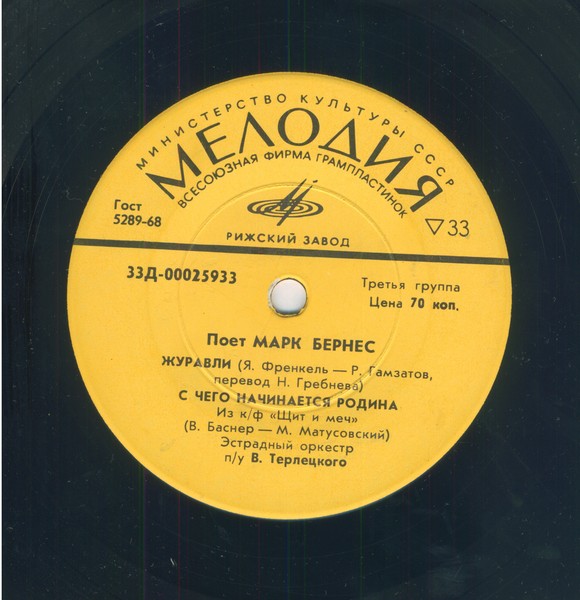 МИНИСТЕРСТВО КУЛЬТУРЫ СССР
МЕЛОДИЯ
ВСЕСОЮЗНАЯ ФИРМА ГРАМПЛАСТИНОК
Гост
5289-68
33
РИЖСКИЙ ЗАВОД
33Д-00025933
Третья группа
Цена 70 коп.
Поет МАРК БЕРНЕС
ЖУРАВЛИ (Я. Френкель — Р. Гамзатов,
перевод Н. Гребнева)
С ЧЕГО НАЧИНАЕТСЯ РОДИНА
Из к/ф «Щит и меч»
(В. Баснер — М. Матусовский)
Эстрадный оркестр
п/у В. Терлецкого